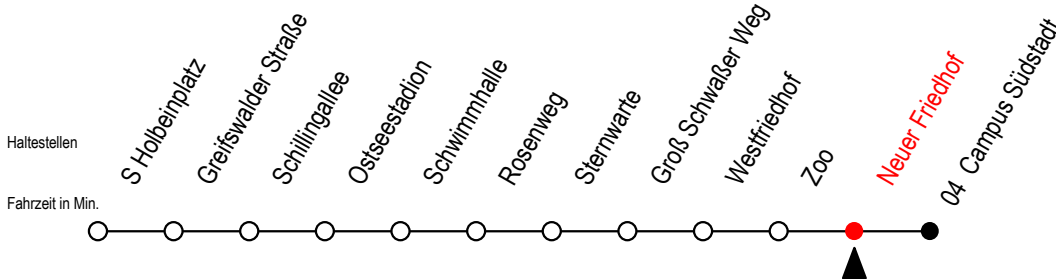 Haltestellen
Fahrzeit in Min.
S Holbeinplatz
Greifswalder Straße
Schillingallee
Ostseestadion
Schwimmhalle
Rosenweg
Sternwarte
Groß Schwaßer Weg
Westfriedhof
Zoo
Neuer Friedhof
04 Campus Südstadt